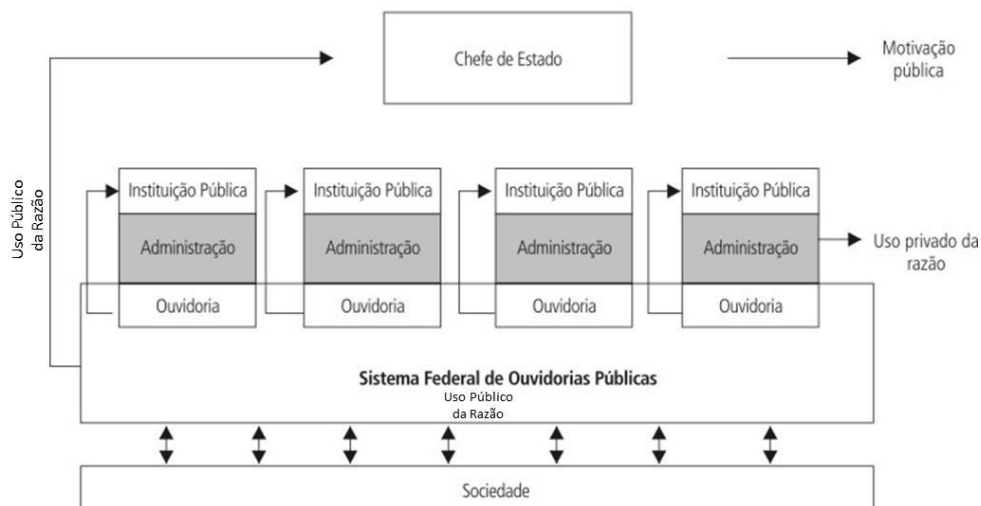 Chefe de Estado
Motivação
pública
Uso Público
da Razão
Instituição Pública
Instituição Pública
Instituição Pública
Instituição Pública
Administração
Administração
Administração
Administração
Uso privado da
razão
Ouvidoria
Ouvidoria
Ouvidoria
Ouvidoria
Sistema Federal de Ouvidorias Públicas
Uso Público
da Razão
Sociedade